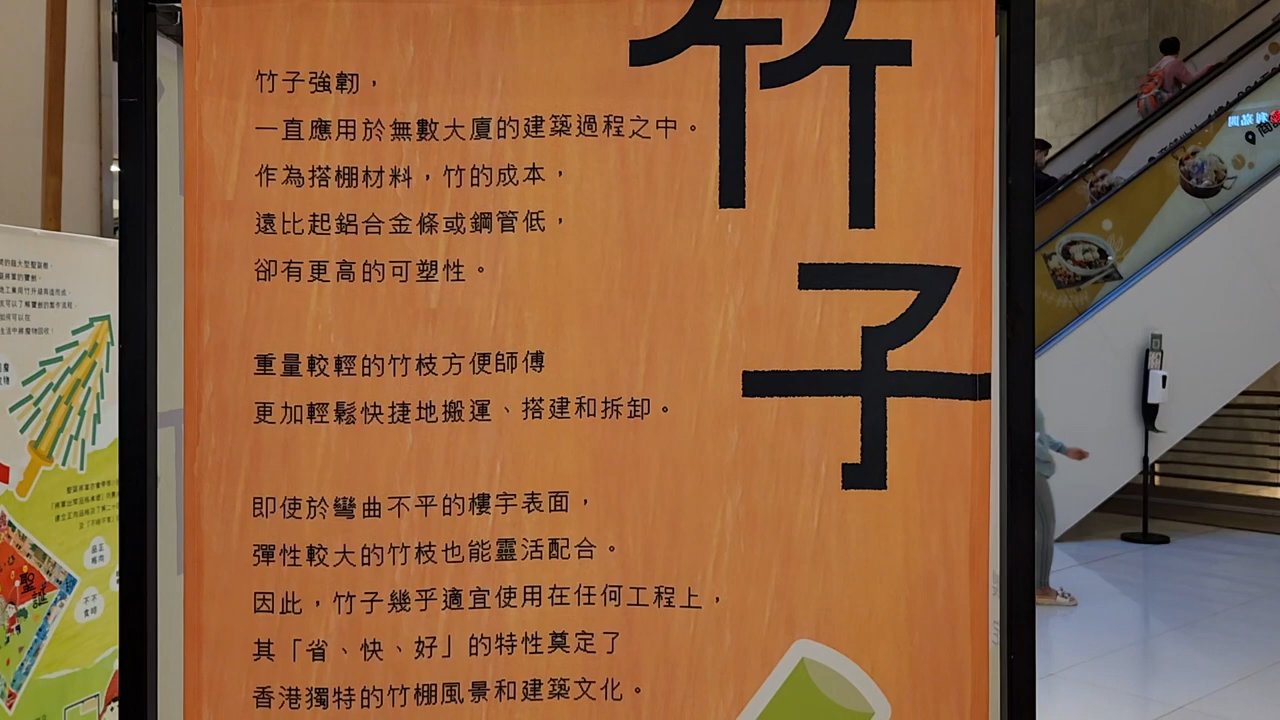 竹子
竹子強韌，
一直應用於無數大廈的建築過程之中。
作為搭棚材料，竹的成本，
遠比起鋁合金條或鋼管低，
卻有更高的可塑性。
重量較輕的竹枝方便師傅
更加輕鬆快捷地搬運、搭建和拆卸。
即使於彎曲不平的樓宇表面，
彈性較大的竹枝也能靈活配合。
因此，竹子幾乎適宜使用在任何工程上，
其「省、快、好」的特性奠定了
香港獨特的竹棚風景和建築文化。